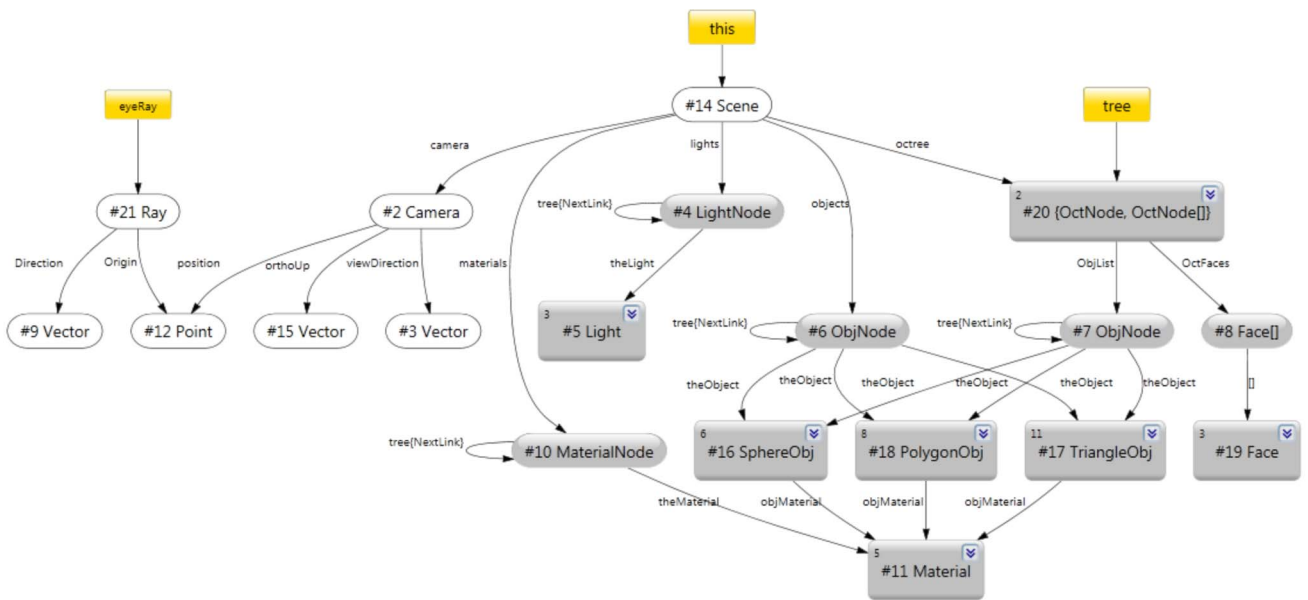 this
eyeRay
#14 Scene
tree
camera
lights
octree
#21 Ray
#2 Camera
tree{NextLink}
#4 LightNode
objects
2
#20 {OctNode, OctNode[]}
Direction
Origin
position
orthoUp
viewDirection
materials
theLight
ObjList
OctFaces
#9 Vector
#12 Point
#15 Vector
#3 Vector
3
#5 Light
tree{NextLink}
#6 ObjNode
tree{NextLink}
#7 ObjNode
#8 Face[]
theObject
theObject
theObject
theObject
theObject
theObject
[]
tree{NextLink}
#10 MaterialNode
6
#16 SphereObj
8
#18 PolygonObj
11
#17 TriangleObj
3
#19 Face
theMaterial
objMaterial
objMaterial
objMaterial
5
#11 Material